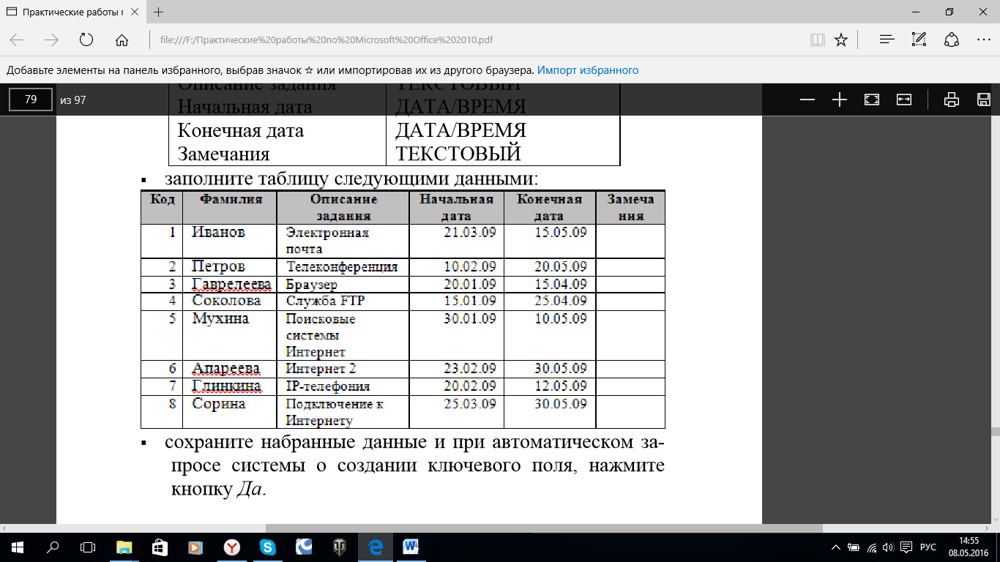 Практические работы п
file:///F:/Практические%20работы%20по%20Microsoft%20Office%202010.pdf
Добавьте элементы на панель избранного, выбрав значок ☆ или импортировав их из другого браузера. Импорт избранного
79 из 97
Описание задания ТЕКСТОВЫЙ
Начальная дата ДАТА/ВРЕМЯ
Конечная дата ДАТА/ВРЕМЯ
Замечания ТЕКСТОВЫЙ
▪ заполните таблицу следующими данными:
Код Фамилия Описание задания Начальная дата Конечная дата Замеча ния
1 Иванов Электронная почта 21.03.09 15.05.09
2 Петров Телеконференция 10.02.09 20.05.09
3 Гаврелеева Браузер 20.01.09 15.04.09
4 Соколова Служба FTP 15.01.09 25.04.09
5 Мухина Поисковые системы Интернет 30.01.09 10.05.09
6 Апареева Интернет 2 23.02.09 30.05.09
7 Глинкина IP-телефония 20.02.09 12.05.09
8 Сорина Подключение к Интернету 25.03.09 30.05.09
▪ сохраните набранные данные и при автоматическом за-
просе системы о создании ключевого поля, нажмите
кнопку Да.
РУС
14:55
08.05.2016